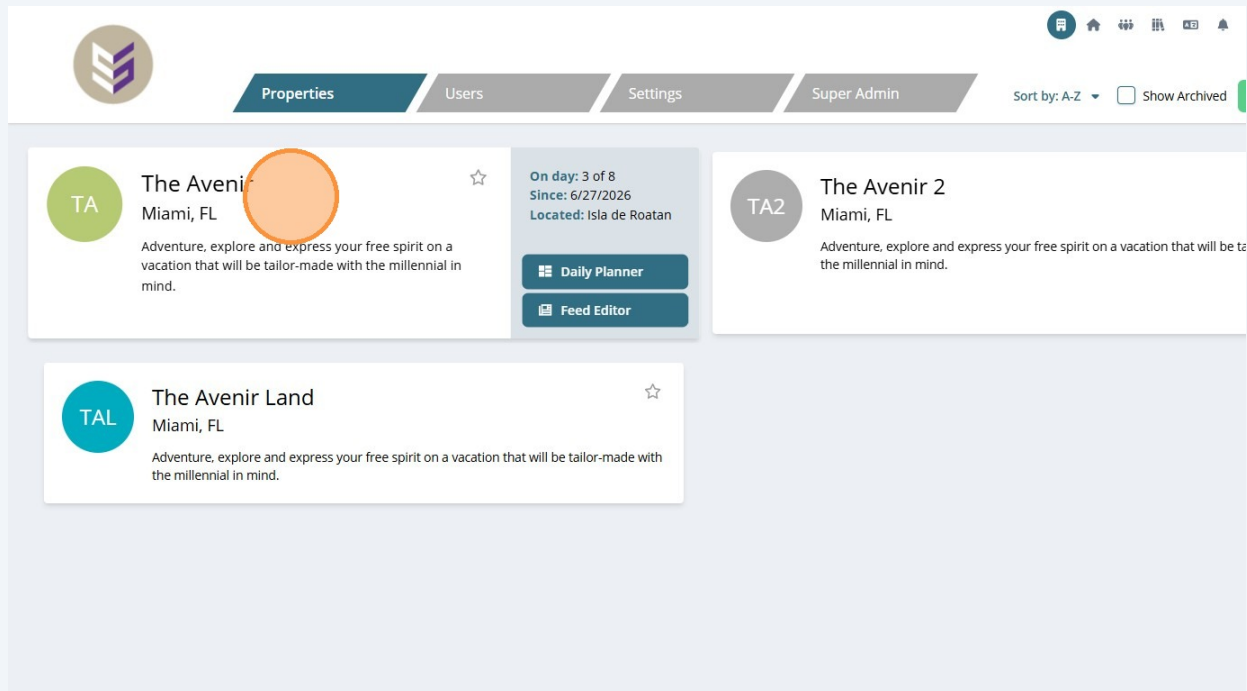 Properties
Users
Settings
Super Admin
Sort by: A-Z
Show Archived
TA
The Avenir
Miami, FL
Adventure, explore and express your free spirit on a
vacation that will be tailor-made with the millennial in
mind.
On day: 3 of 8
Since: 6/27/2026
Located: Isla de Roatan
Daily Planner
Feed Editor
TA2
The Avenir 2
Miami, FL
Adventure, explore and express your free spirit on a vacation that will be
the millennial in mind.
TAL
The Avenir Land
Miami, FL
Adventure, explore and express your free spirit on a vacation that will be tailor-made with
the millennial in mind.